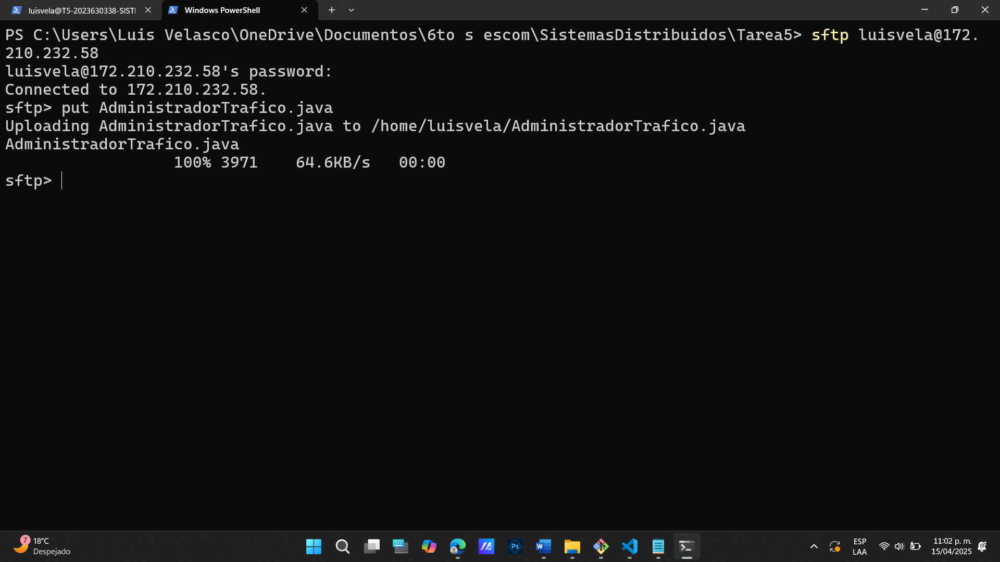 luisvela@T5-2023630338-SISTI
Windows PowerShell
PS C:\Users\Luis Velasco\OneDrive\Documentos\6to s escom\SistemasDistribuidos\Tarea5> sftp luisvela@172.
210.232.58
luisvela@172.210.232.58's password:
Connected to 172.210.232.58.
sftp> put AdministradorTrafico.java
Uploading AdministradorTrafico.java to /home/luisvela/AdministradorTrafico.java
AdministradorTrafico.java
100% 3971 64.6KB/s 00:00
sftp>
7
18°C
Despejado
Ps
W
ESP
LAA
11:02 p. m.
15/04/2025